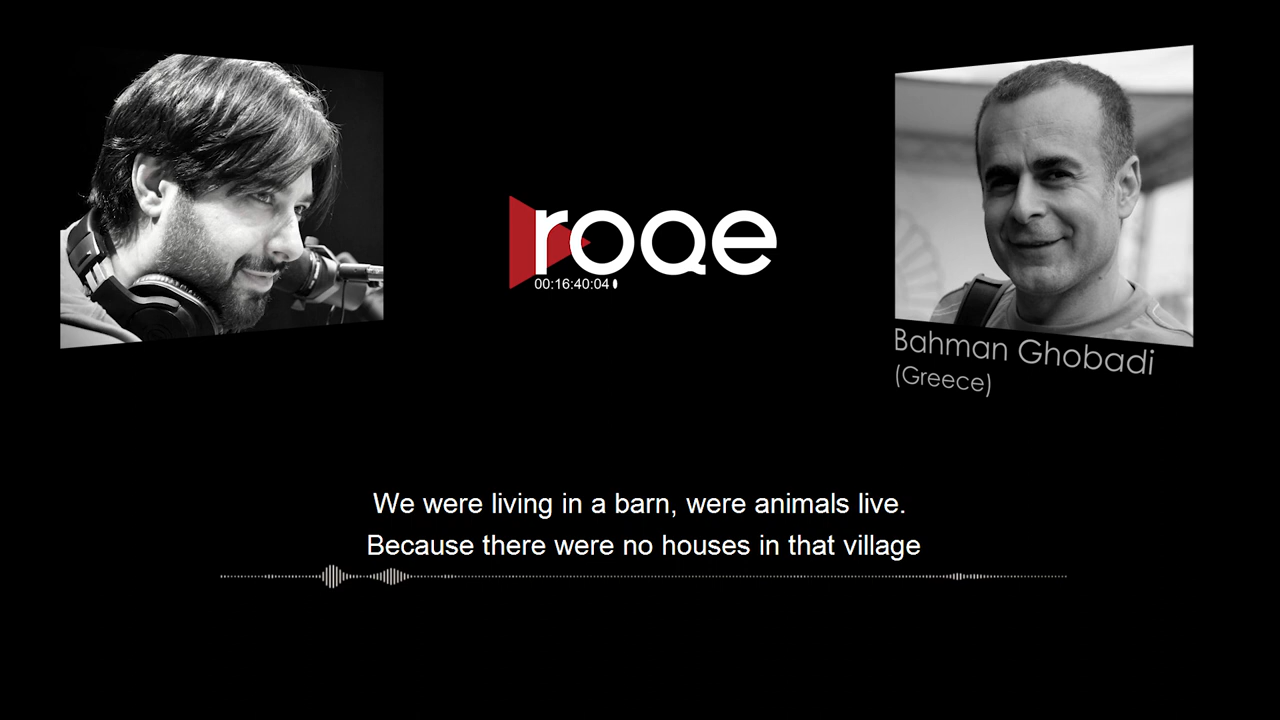 roqe
00:16:40:04
Bahman Ghobadi
(Greece)
We were living in a barn, were animals live.
Because there were no houses in that village